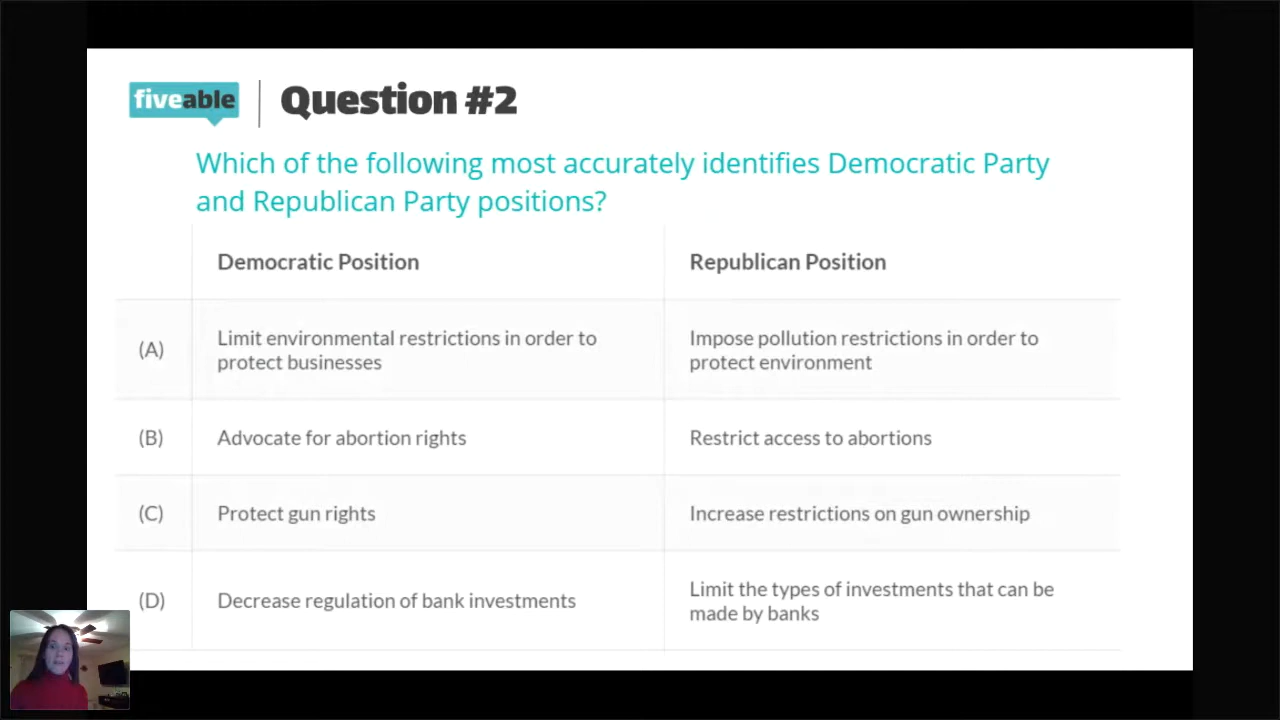 fiveable
Question #2
Which of the following most accurately identifies Democratic Party
and Republican Party positions?
Democratic Position
Republican Position
(A)
Limit environmental restrictions in order to
protect businesses
Impose pollution restrictions in order to
protect environment
(B)
Advocate for abortion rights
Restrict access to abortions
(C)
Protect gun rights
Increase restrictions on gun ownership
(D)
Decrease regulation of bank investments
Limit the types of investments that can be
made by banks